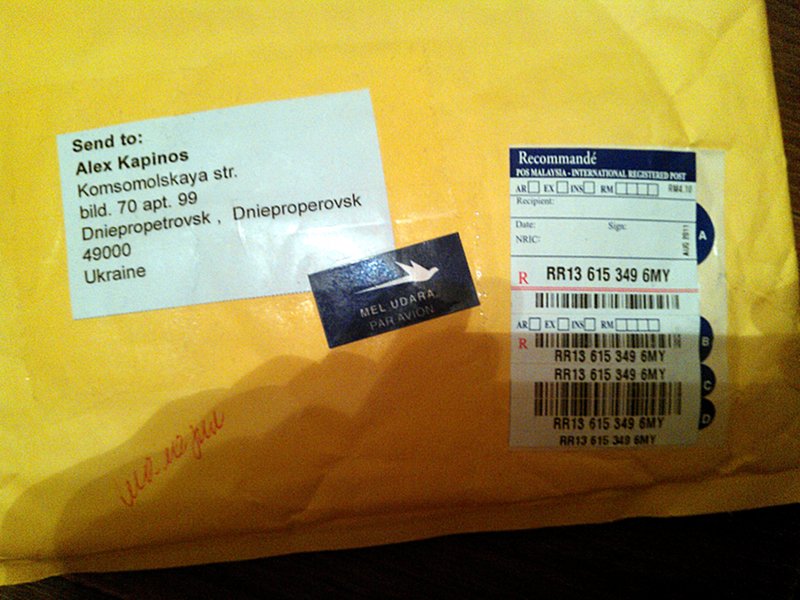 Send to:
Alex Kapinos
Komsomolskaya str.
bild. 70 apt. 99
Dniepropetrovsk , Dnieproperovsk
49000
Ukraine
MEL UDARA
PAR AVION
Recommandé
POS MALAYSIA - INTERNATIONAL REGISTERED POST
AR EX INS RM RM4.10
Recipient:
Date: Sign:
NRIC:
AUG 2011
A
R RR13 615 349 6MY
AR EX INS RM
R
B
RR13 615 349 6MY
RR13 615 349 6MY
C
D
RR13 615 349 6MY
RR13 615 349 6MY